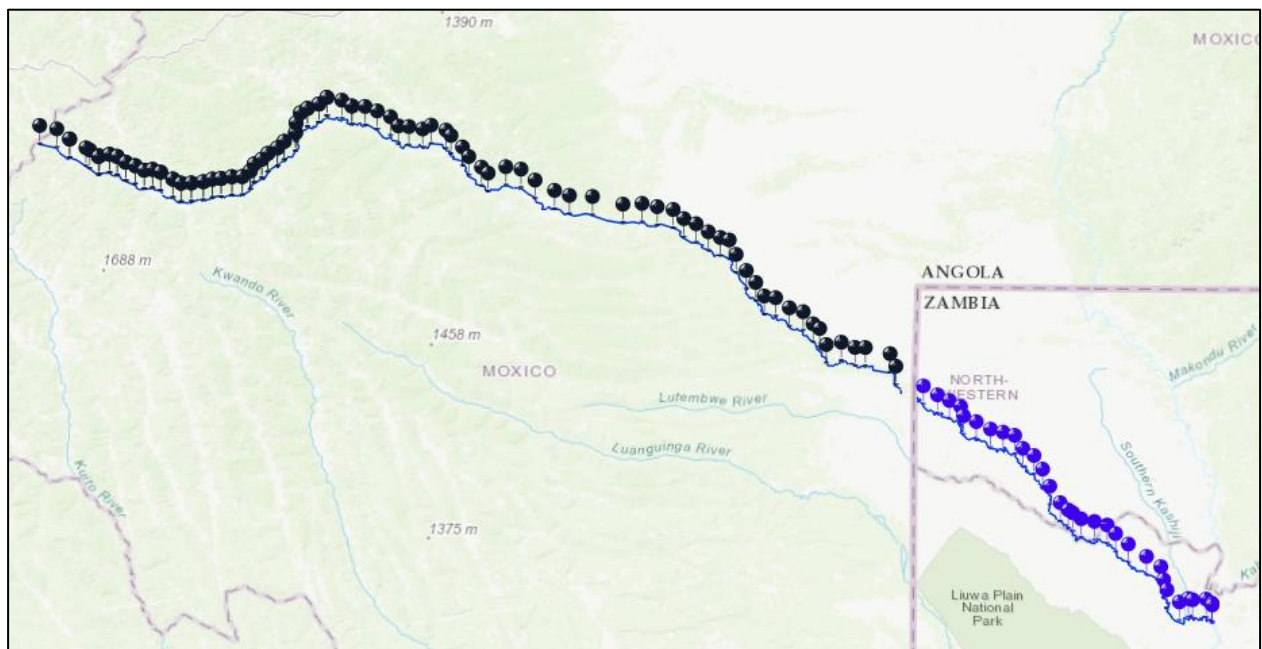 1390 m
MOXICO
1688 m
Kwando River
ANGOLA
ZAMBIA
1458 m
MOXICO
NORTH-
WESTERN
Makondu River
Lutembwe River
Luanguinga River
Southern Kashiji
Kuito River
1375 m
Liuwa Plain
National
Park